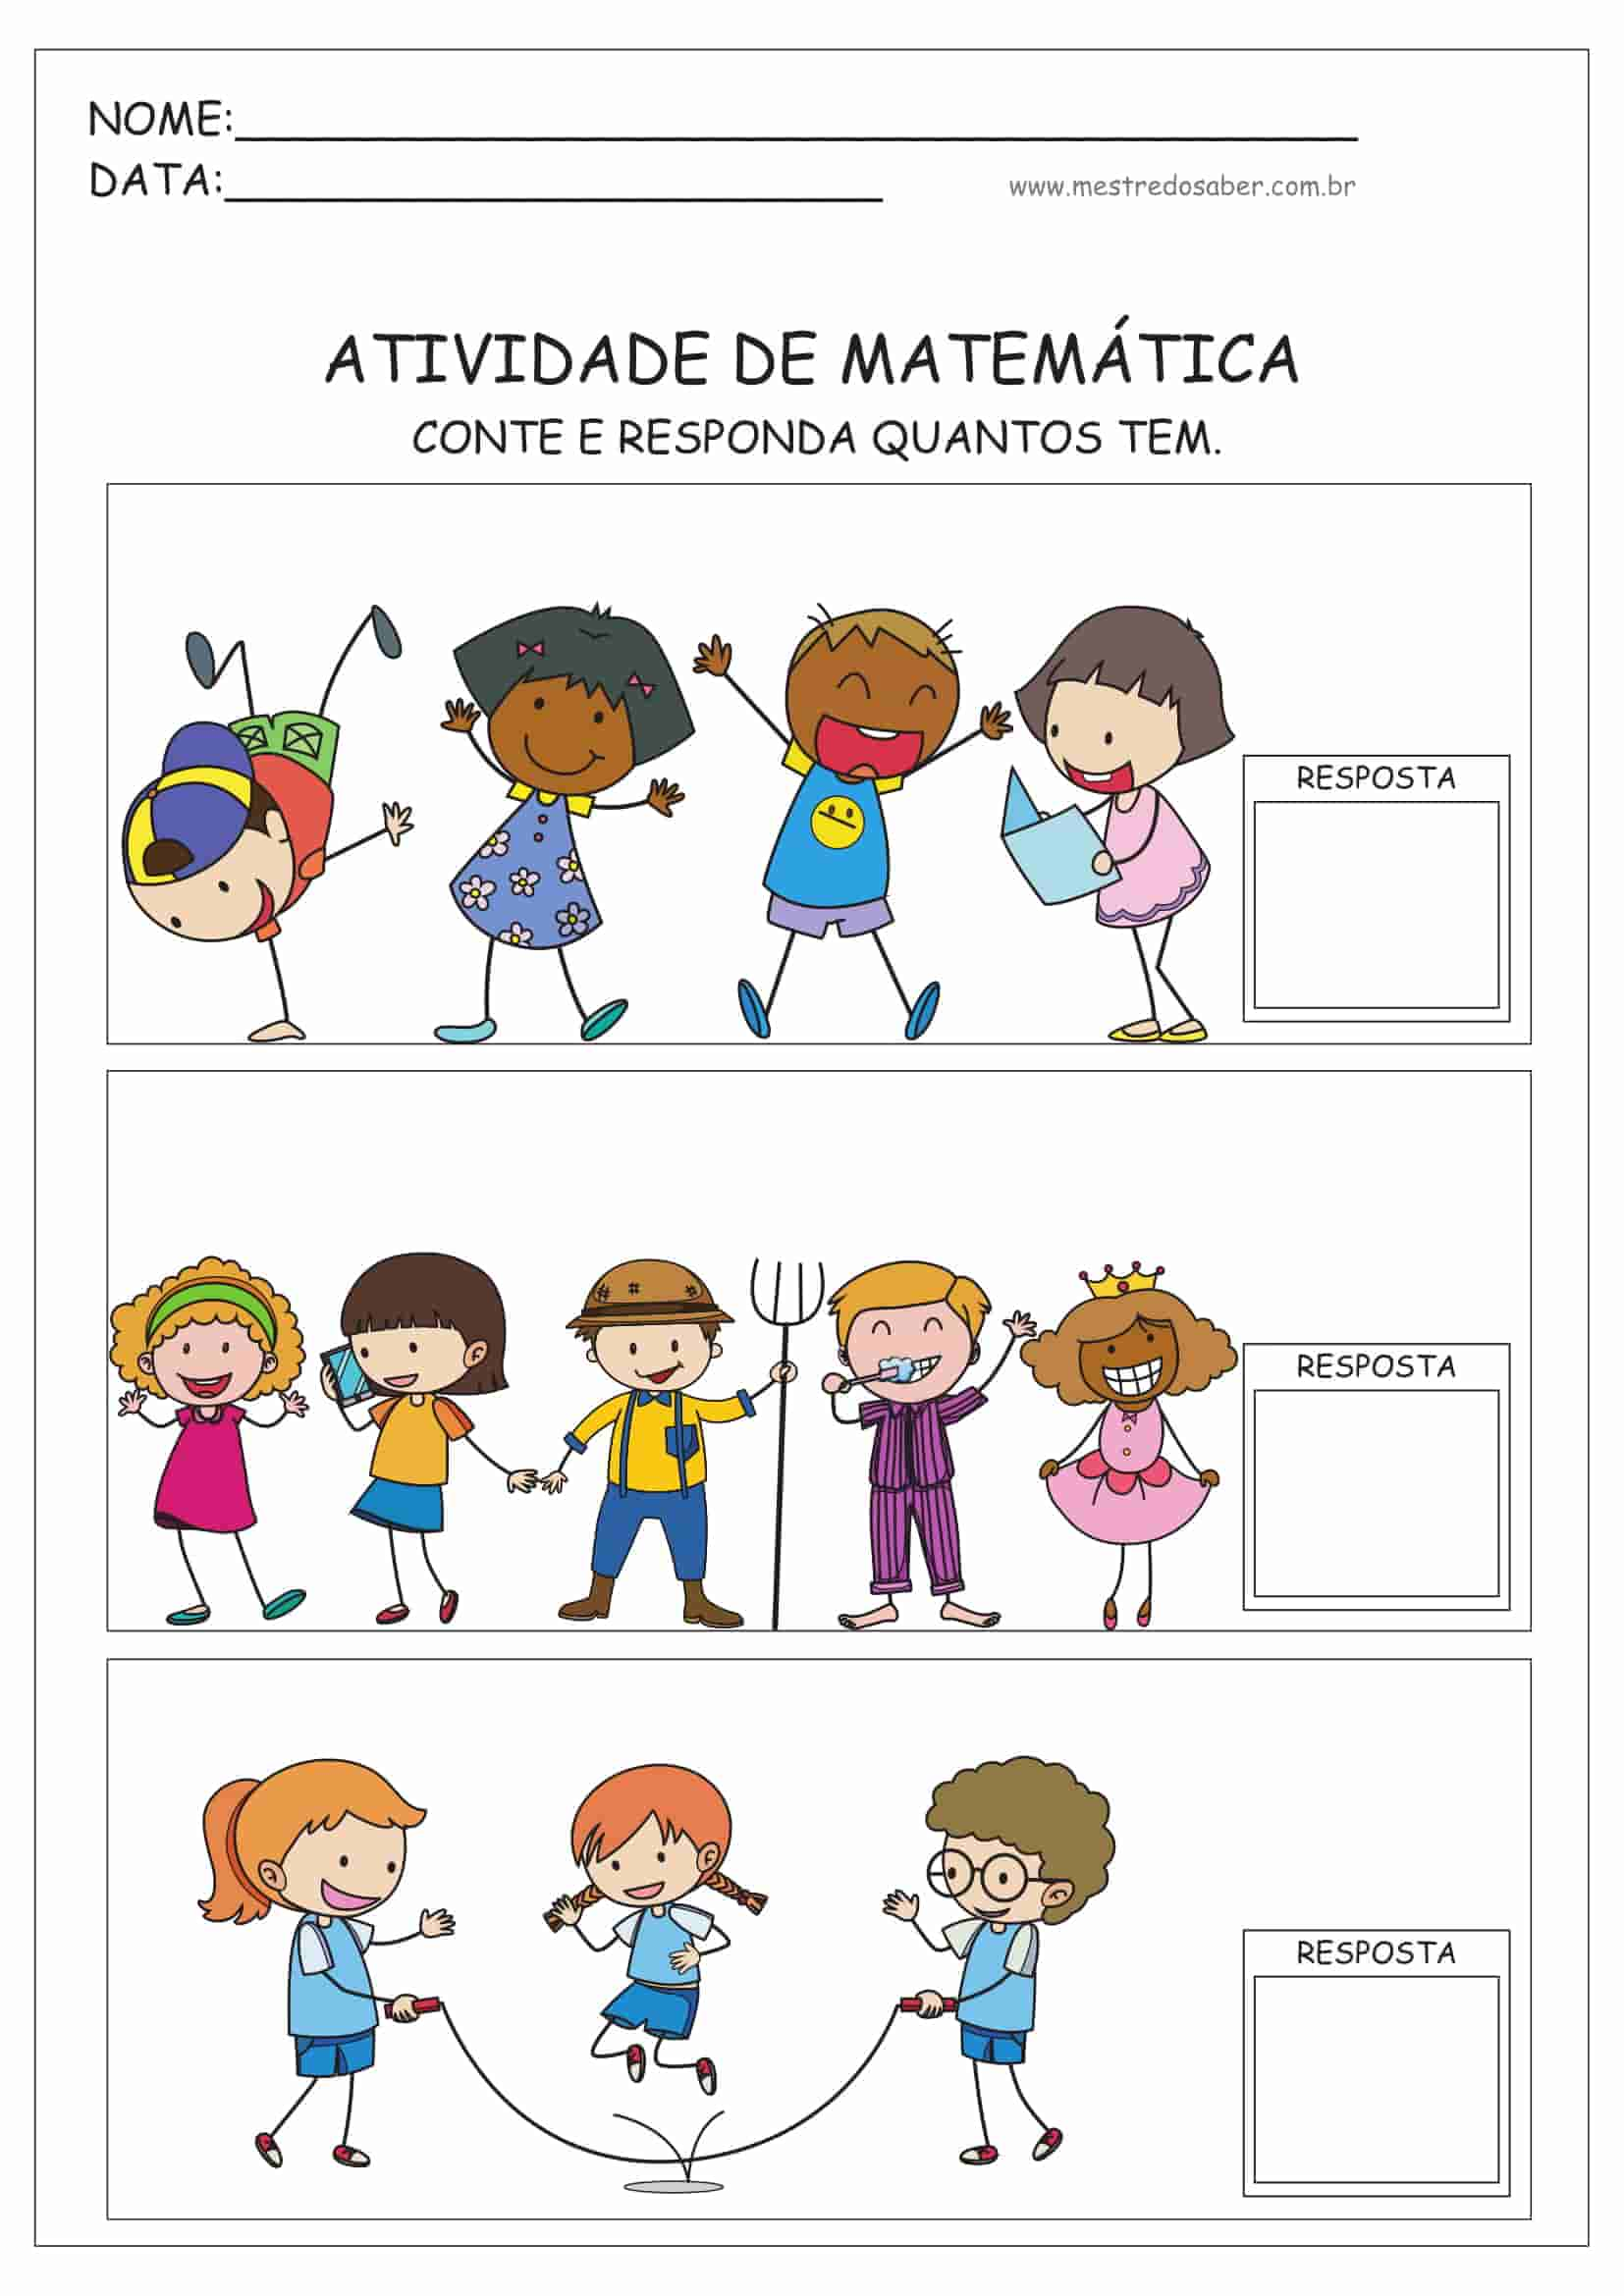 NOME:
DATA:
www.mestredosaber.com.br
ATIVIDADE DE MATEMÁTICA
CONTE E RESPONDA QUANTOS TEM.
RESPOSTA
RESPOSTA
RESPOSTA